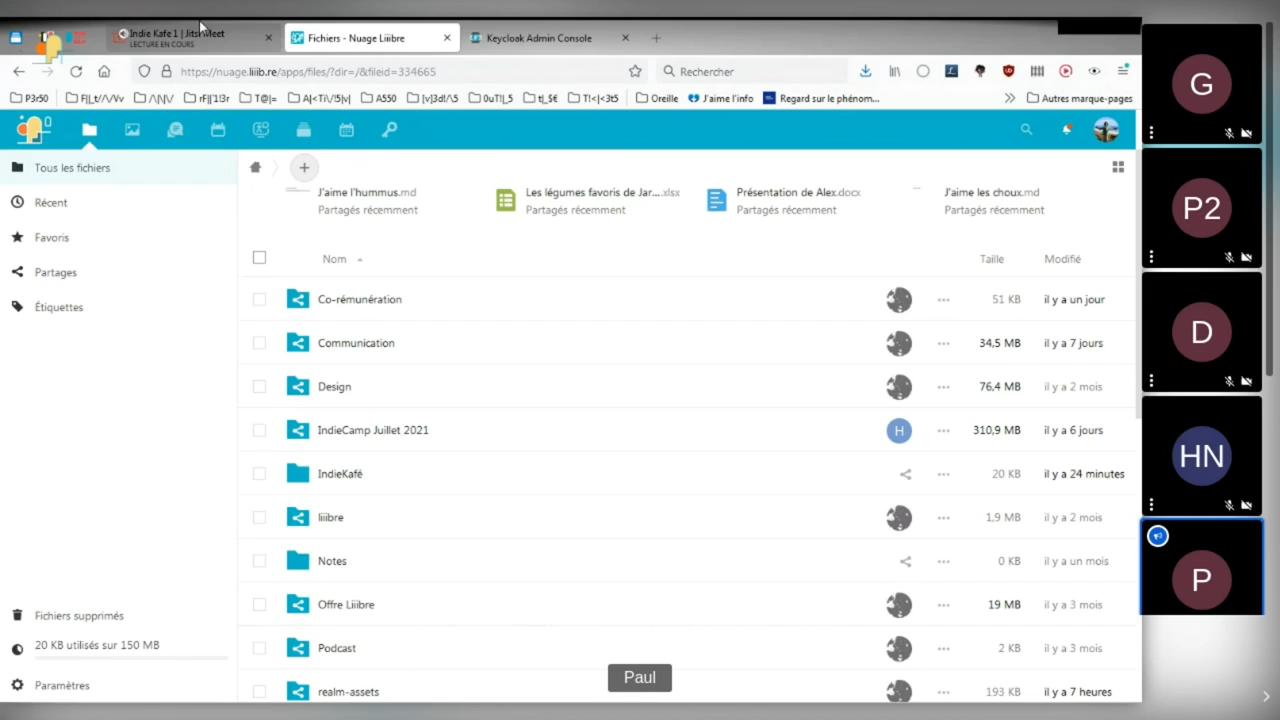 Indie Kafe 1 | Jitsi Meet
LECTURE EN COURS
Fichiers - Nuage Liiibre
Keycloak Admin Console
https://nuage.liiib.re/apps/files/?dir=/&fileid=334665
Rechercher
P3r50
T@|=
A550
Oreille
J'aime l'info
Regard sur le phénom...
Autres marque-pages
Tous les fichiers
Récent
Favoris
Partages
Étiquettes
Fichiers supprimés
20 KB utilisés sur 150 MB
Paramètres
J'aime l'hummus.md
Partagés récemment
Les légumes favoris de Jar... .xlsx
Partagés récemment
Présentation de Alex.docx
Partagés récemment
J'aime les choux.md
Partagés récemment
Nom
Taille
Modifié
Co-rémunération 51 KB il y a un jour
Communication 34,5 MB il y a 7 jours
Design 76,4 MB il y a 2 mois
IndieCamp Juillet 2021 H 310,9 MB il y a 6 jours
IndieKafé 20 KB il y a 24 minutes
liiibre 1,9 MB il y a 2 mois
Notes 0 KB il y a un mois
Offre Liiibre 19 MB il y a 3 mois
Podcast 2 KB il y a 3 mois
realm-assets 193 KB il y a 7 heures
Paul
G
P2
D
HN
P